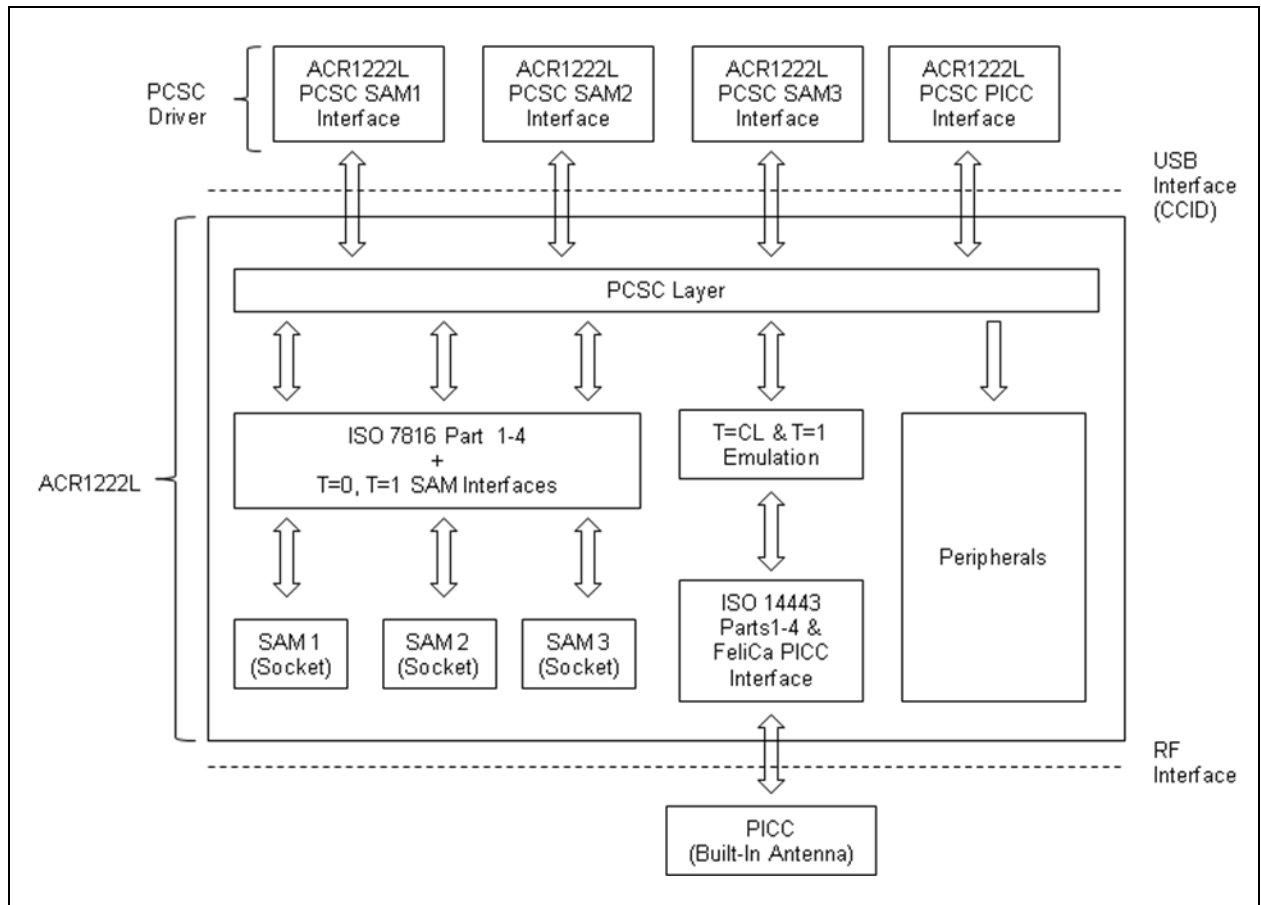 PCSC
Driver
ACR1222L
PCSC SAM1
Interface
ACR1222L
PCSC SAM2
Interface
ACR1222L
PCSC SAM3
Interface
ACR1222L
PCSC PICC
Interface
USB
Interface
(CCID)
ACR1222L
PCSC Layer
ISO 7816 Part 1-4
+
T=0, T=1 SAM Interfaces
T=CL & T=1
Emulation
Peripherals
SAM 1
(Socket)
SAM 2
(Socket)
SAM 3
(Socket)
ISO 14443
Parts1-4 &
FeliCa PICC
Interface
RF
Interface
PICC
(Built-In Antenna)